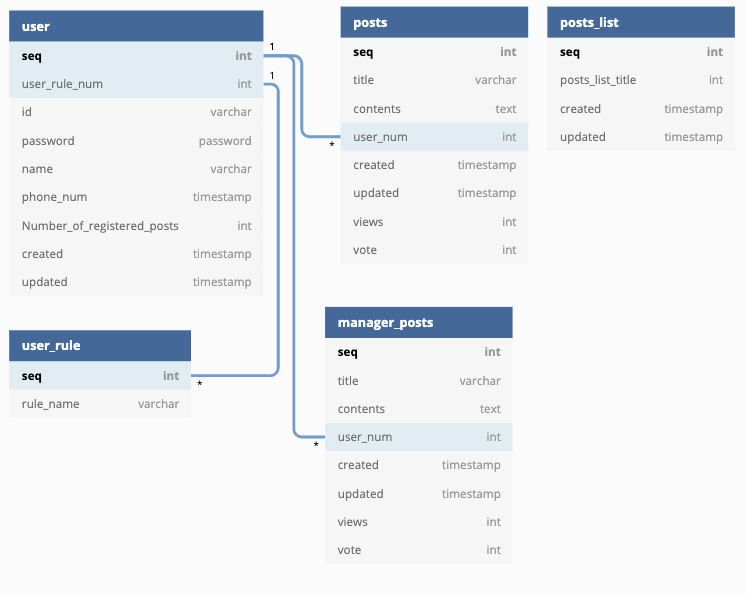 user
seq int
user_rule_num int
id varchar
password password
name varchar
phone_num timestamp
Number_of_registered_posts int
created timestamp
updated timestamp
1
1
posts
seq int
title varchar
contents text
user_num int
created timestamp
updated timestamp
views int
vote int
*
posts_list
seq int
posts_list_title int
created timestamp
updated timestamp
user_rule
seq int
rule_name varchar
*
manager_posts
seq int
title varchar
contents text
user_num int
created timestamp
updated timestamp
views int
vote int
*